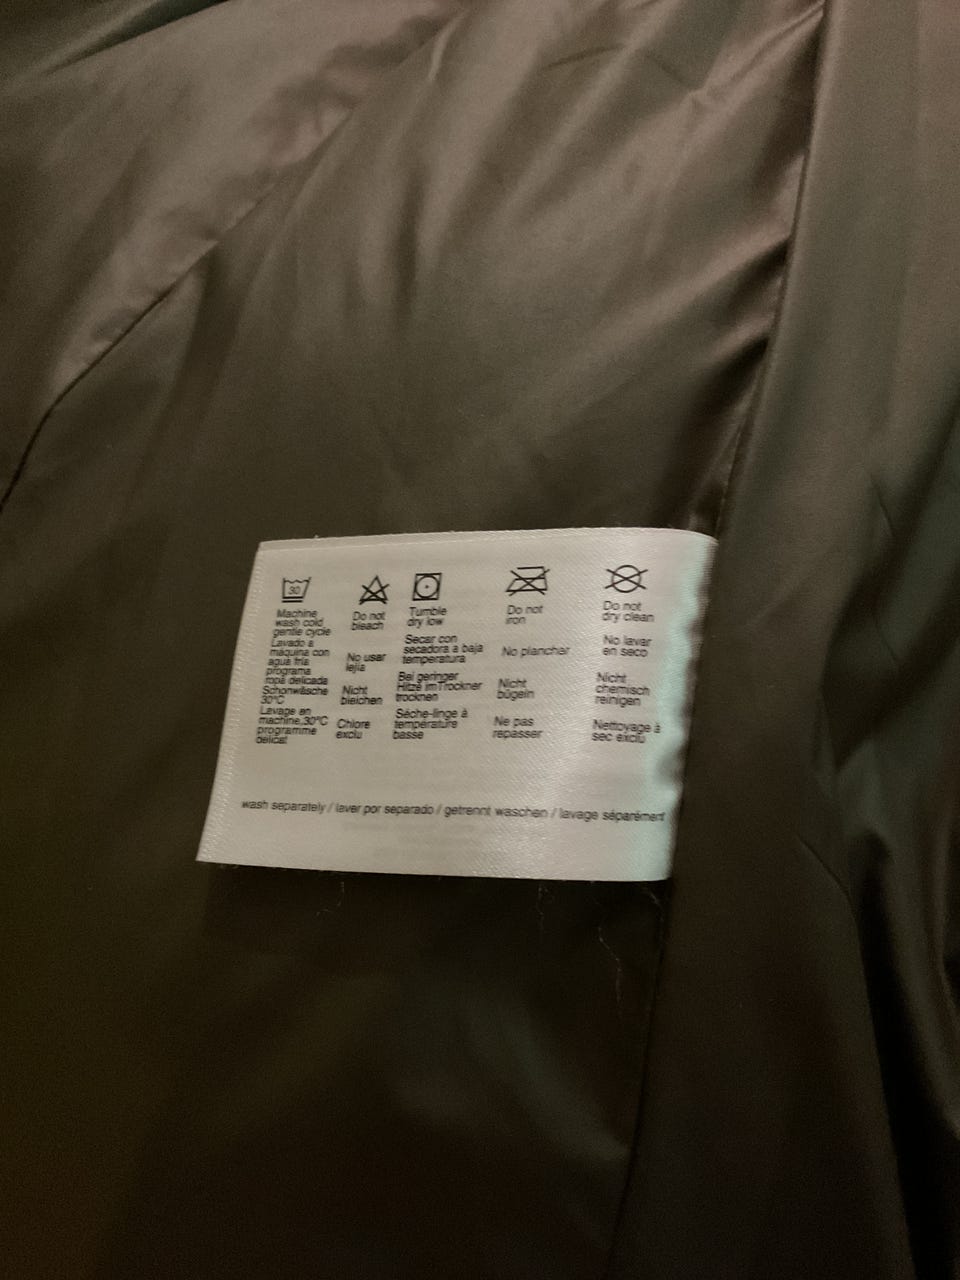 30
Machine
wash cold
gentle cycle
Lavado a
máquina con
agua fría
programa
ropa delicada
Schonwäsche
30°C
Lavage en
machine,30°C
programme
délicat
Do not
bleach
No usar
lejía
Nicht
bleichen
Chlore
exclu
Tumble
dry low
Secar con
secadora a baja
temperatura
Bei geringer
Hitze imTrockner
trocknen
Séche-linge à
température
basse
Do not
iron
No planchar
Nicht
bügeln
Ne pas
repasser
Do not
dry clean
No lavar
en seco
Nicht
chemisch
reinigen
Nettoyage à
sec exclu
wash separately / laver por separado / getrennt waschen / lavage séparément